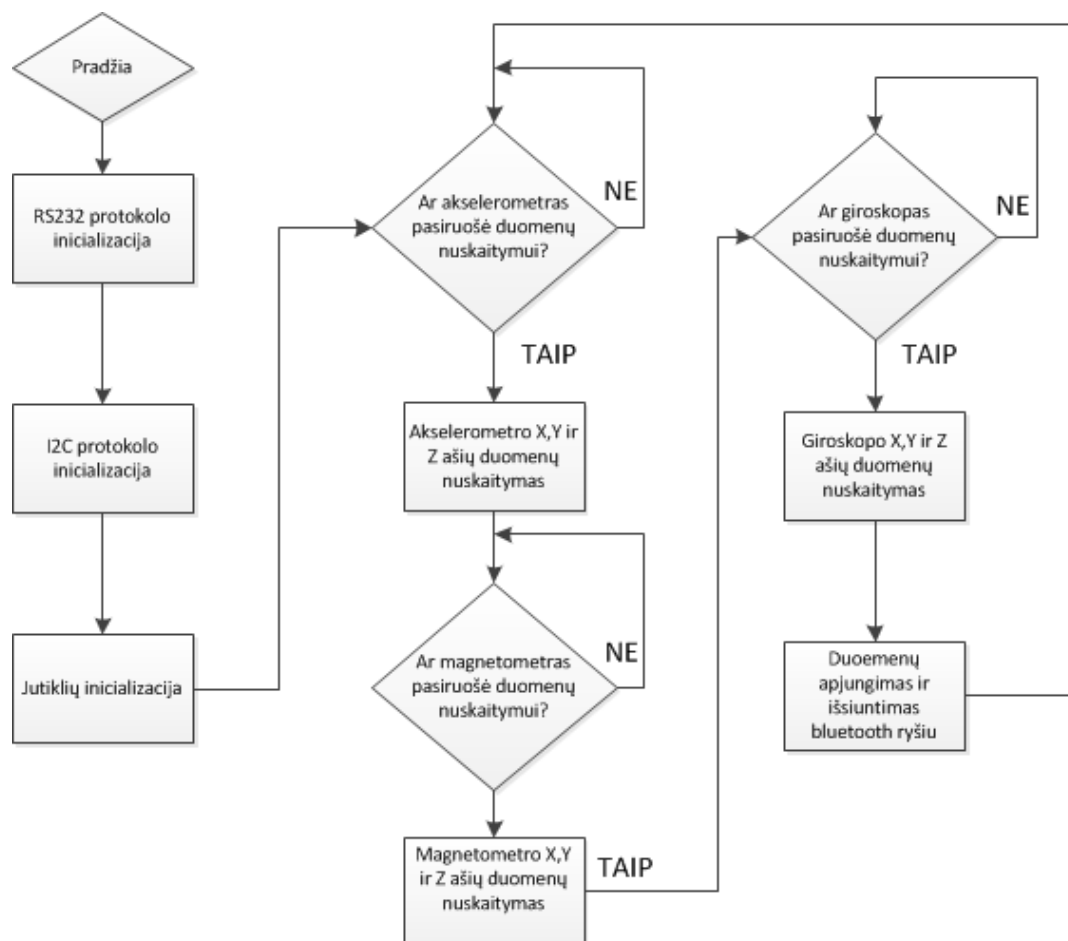 Pradžia
RS232 protokolo
inicializacija
I2C protokolo
inicializacija
Jutiklių inicializacija
Ar akselerometras
pasiruošė duomenų
nuskaitymui?
NE
TAIP
Akselerometro X,Y ir
Z ašių duomenų
nuskaitymas
Ar magnetometras
pasiruošė duomenų
nuskaitymui?
NE
Magnetometro X,Y
ir Z ašių duomenų
nuskaitymas
TAIP
Ar giroskopas
pasiruošė duomenų
nuskaitymui?
NE
TAIP
Giroskopo X,Y ir Z
ašių duomenų
nuskaitymas
Duoemenų
apjungimas ir
išsiuntimas
bluetooth ryšiu